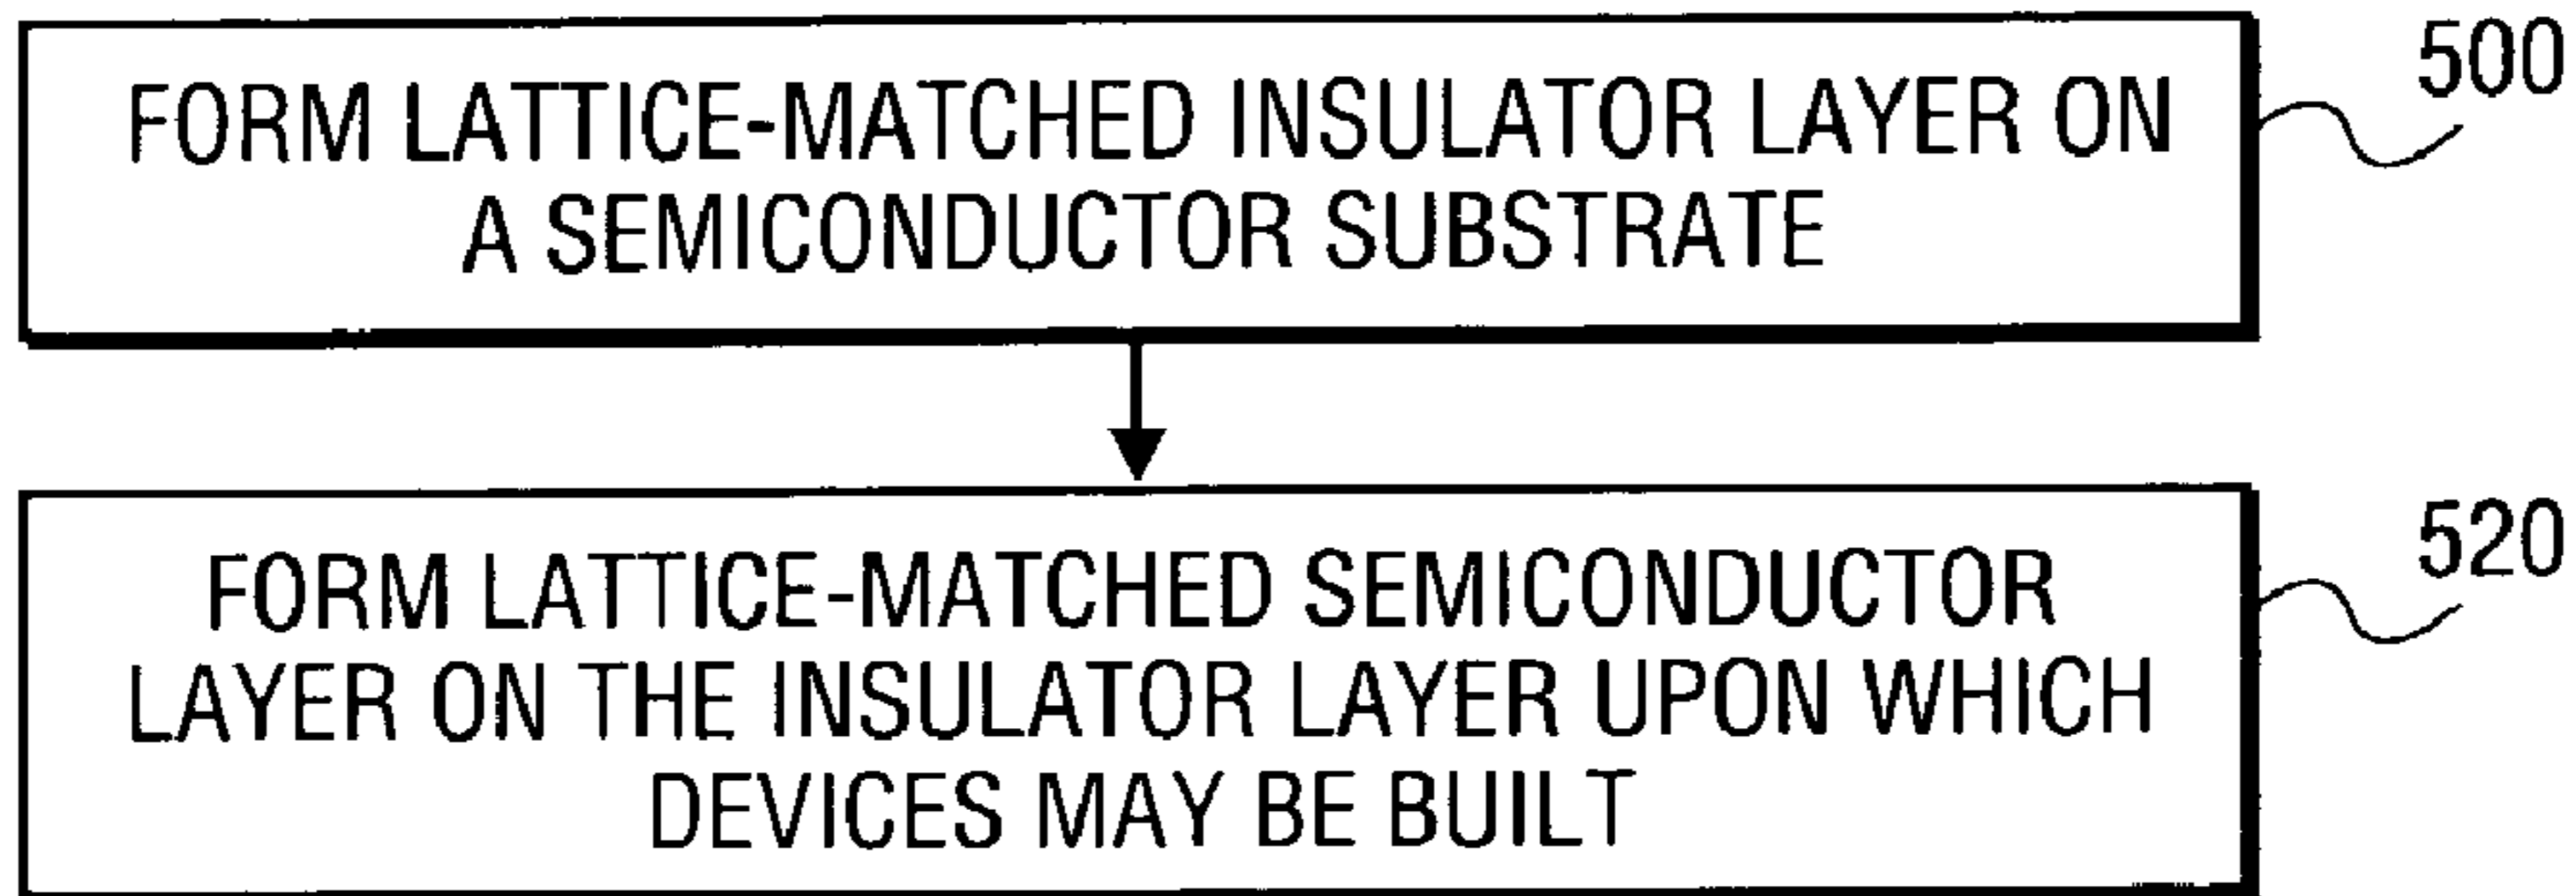 FORM LATTICE-MATCHED INSULATOR LAYER ON
A SEMICONDUCTOR SUBSTRATE
500
FORM LATTICE-MATCHED SEMICONDUCTOR
LAYER ON THE INSULATOR LAYER UPON WHICH
DEVICES MAY BE BUILT
520